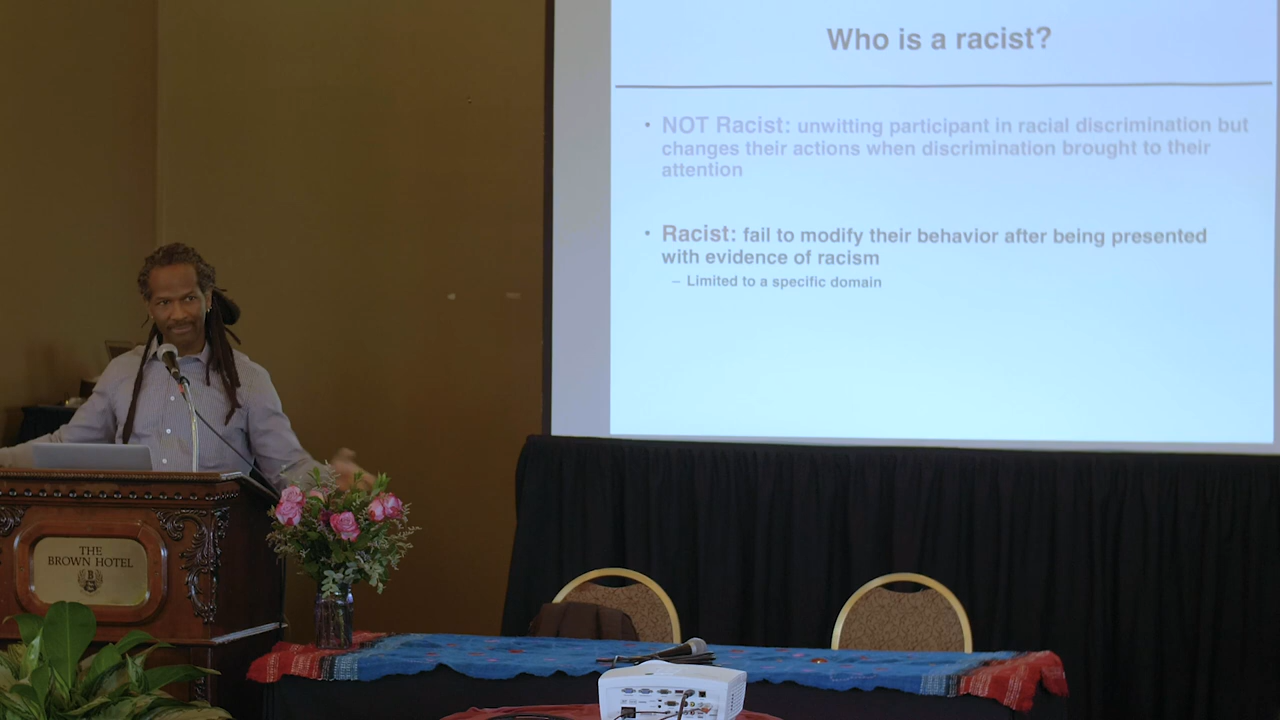 Who is a racist?
• NOT Racist: unwitting participant in racial discrimination but
changes their actions when discrimination brought to their
attention
• Racist: fail to modify their behavior after being presented
with evidence of racism
– Limited to a specific domain
THE
BROWN HOTEL
B